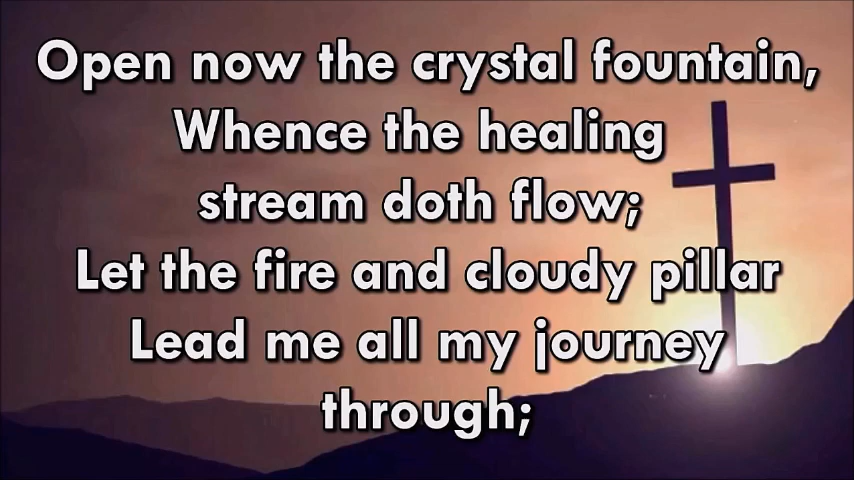 Open now the crystal fountain,
Whence the healing
stream doth flow;
Let the fire and cloudy pillar
Lead me all my journey
through;